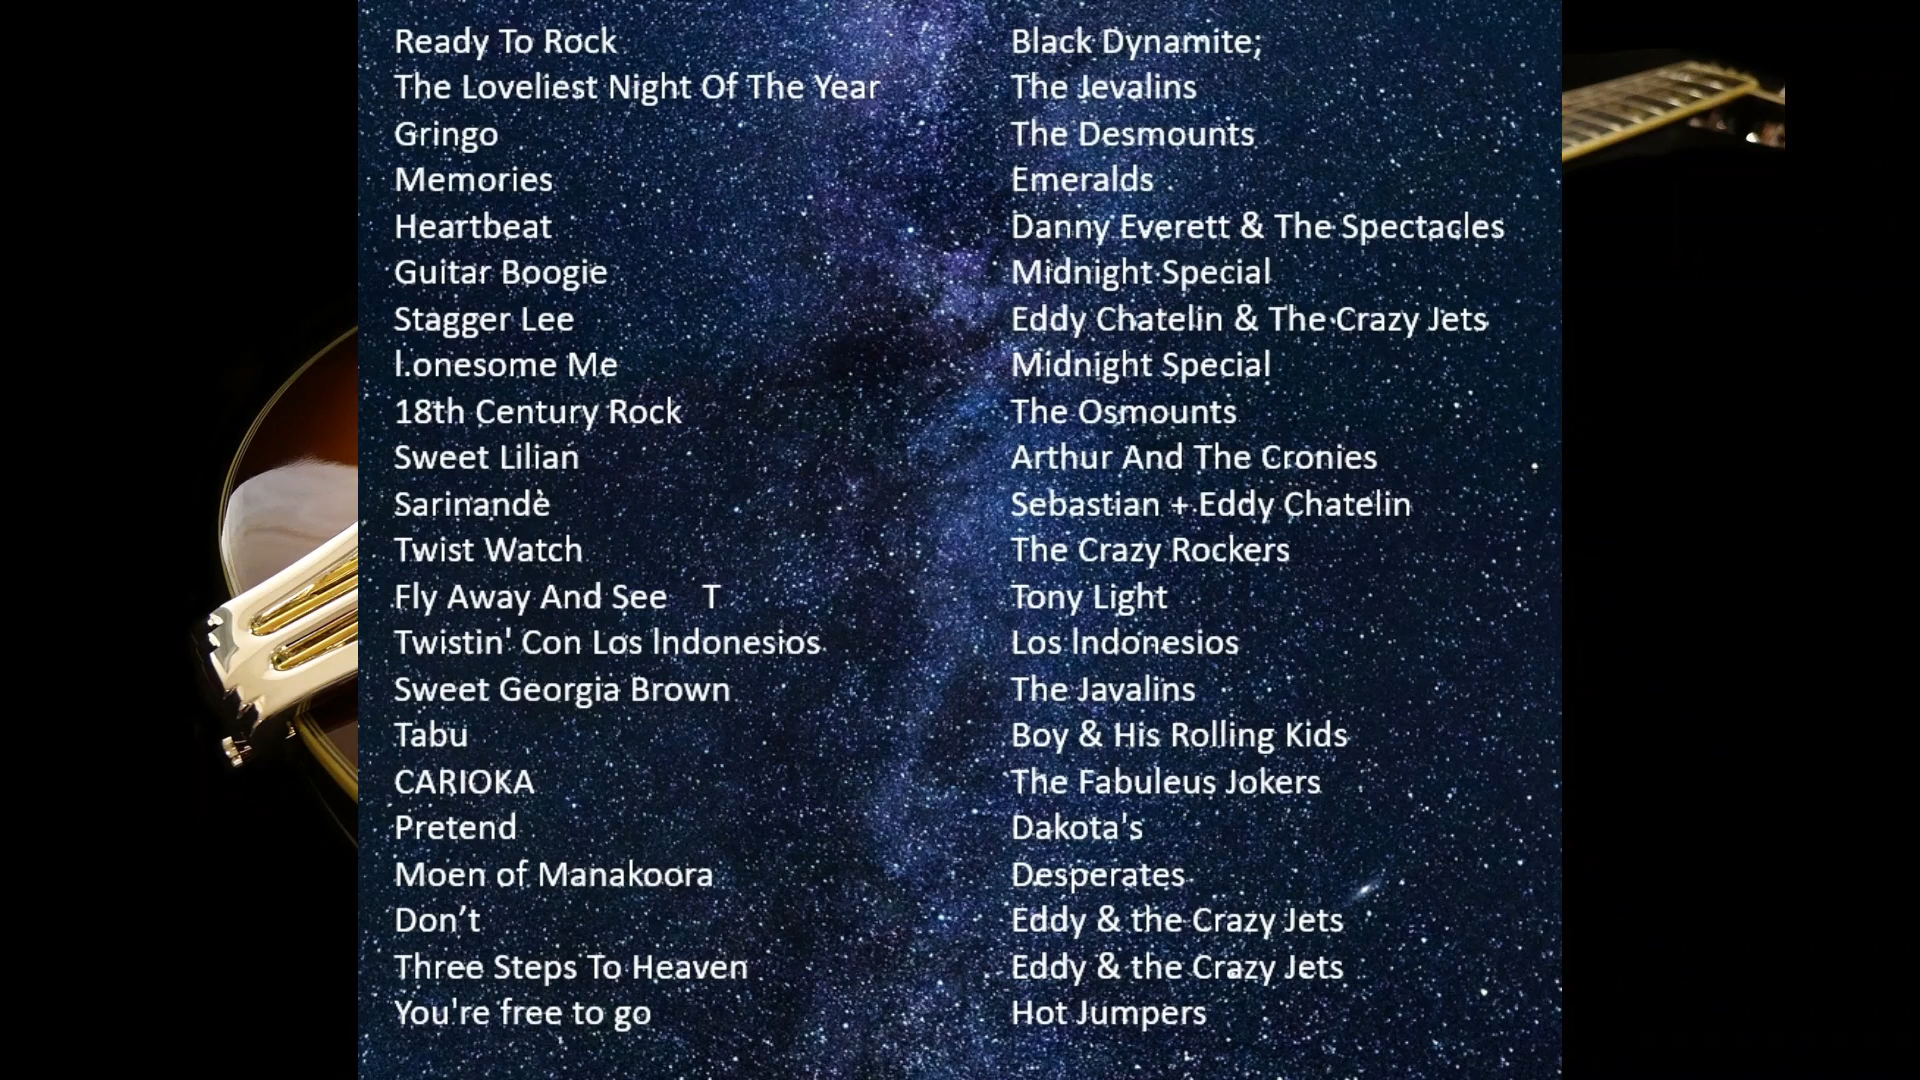 Ready To Rock Black Dynamite;
The Loveliest Night Of The Year The Jevalins
Gringo The Desmounts
Memories Emeralds
Heartbeat Danny Everett & The Spectacles
Guitar Boogie Midnight Special
Stagger Lee Eddy Chatelin & The Crazy Jets
l.onesome Me Midnight Special
18th Century Rock The Osmounts
Sweet Lilian Arthur And The Cronies
Sarinandè Sebastian + Eddy Chatelin
Twist Watch The Crazy Rockers
Fly Away And See T Tony Light
Twistin' Con Los lndonesios Los lndonesios
Sweet Georgia Brown The Javalins
Tabu Boy & His Rolling Kids
CARIOKA The Fabuleus Jokers
Pretend Dakota's
Moen of Manakoora Desperates
Don’t Eddy & the Crazy Jets
Three Steps To Heaven Eddy & the Crazy Jets
You're free to go Hot Jumpers